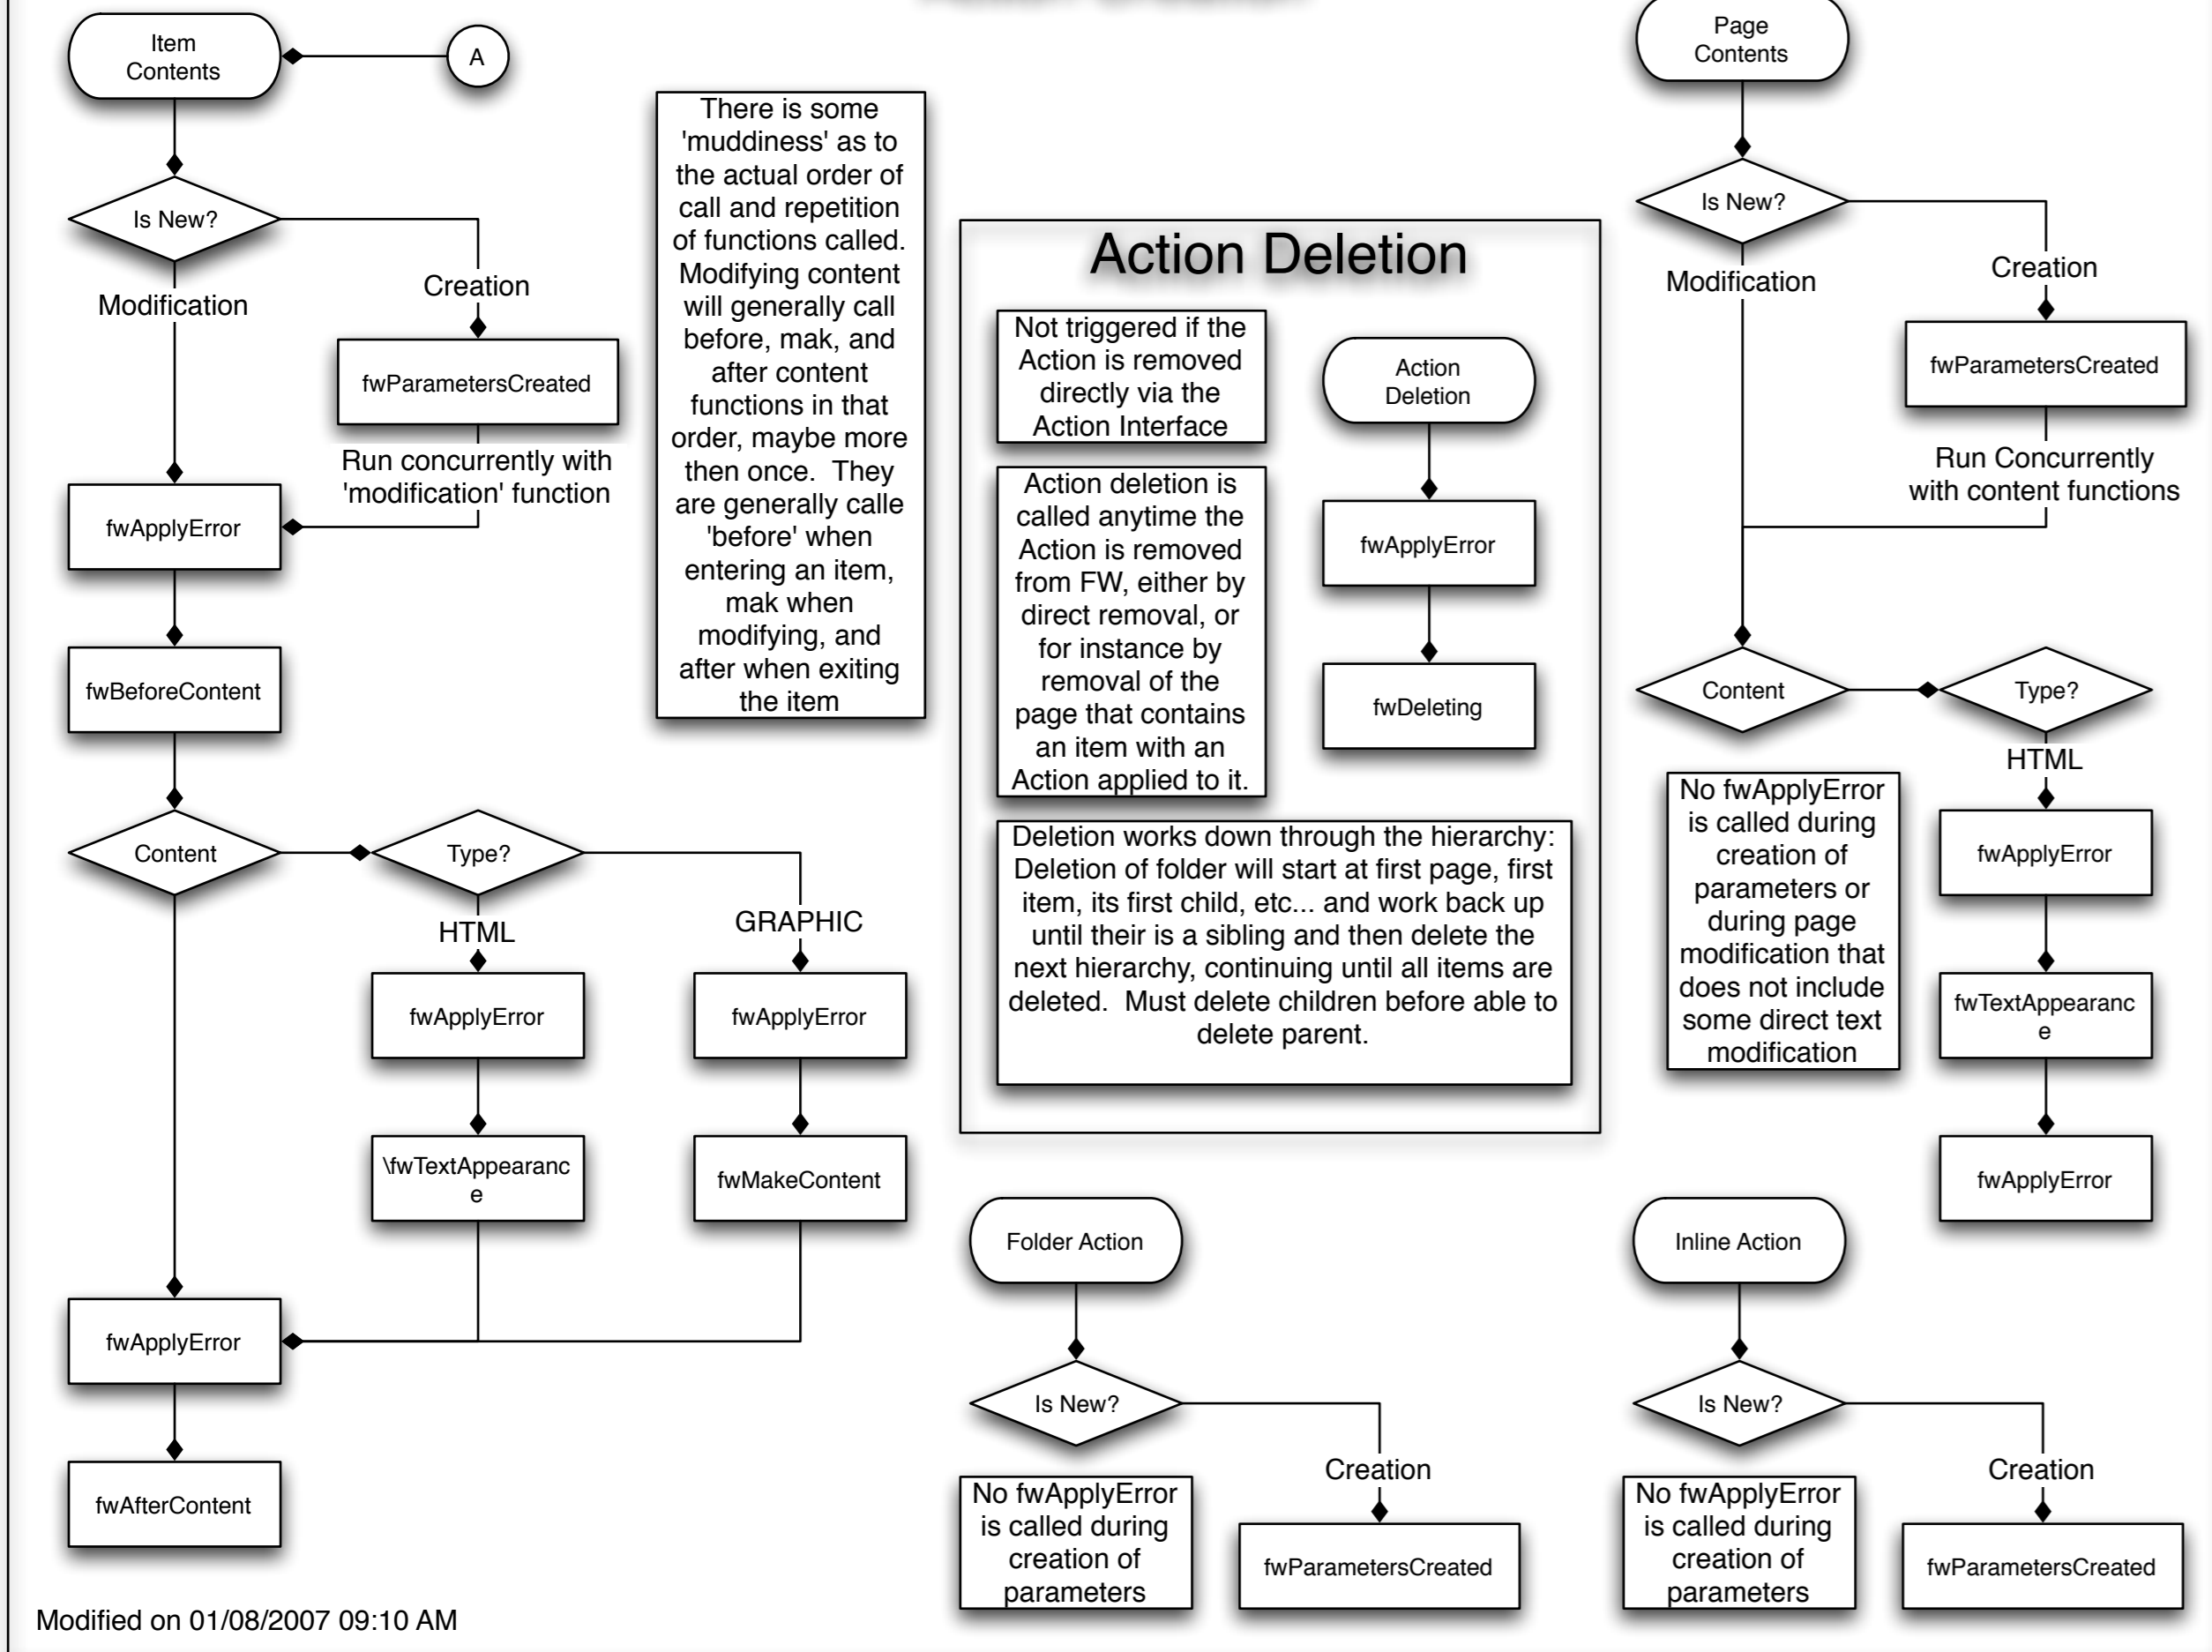 Item
Contents
A
Is New?
Modification
Creation
fwParametersCreated
Run concurrently with
'modification' function
fwApplyError
fwBeforeContent
Content
Type?
HTML
GRAPHIC
fwApplyError
fwApplyError
\fwTextAppearanc
e
fwMakeContent
fwApplyError
fwAfterContent
Modified on 01/08/2007 09:10 AM
There is some
'muddiness' as to
the actual order of
call and repetition
of functions called.
Modifying content
will generally call
before, mak, and
after content
functions in that
order, maybe more
then once. They
are generally calle
'before' when
entering an item,
mak when
modifying, and
after when exiting
the item
Action Deletion
Not triggered if the
Action is removed
directly via the
Action Interface
Action deletion is
called anytime the
Action is removed
from FW, either by
direct removal, or
for instance by
removal of the
page that contains
an item with an
Action applied to it.
Action
Deletion
fwApplyError
fwDeleting
Deletion works down through the hierarchy:
Deletion of folder will start at first page, first
item, its first child, etc... and work back up
until their is a sibling and then delete the
next hierarchy, continuing until all items are
deleted. Must delete children before able to
delete parent.
Folder Action
Is New?
Creation
No fwApplyError
is called during
creation of
parameters
fwParametersCreated
Page
Contents
Is New?
Modification
Creation
fwParametersCreated
Run Concurrently
with content functions
Content
Type?
HTML
No fwApplyError
is called during
creation of
parameters or
during page
modification that
does not include
some direct text
modification
fwApplyError
fwTextAppearanc
e
fwApplyError
Inline Action
Is New?
Creation
No fwApplyError
is called during
creation of
parameters
fwParametersCreated